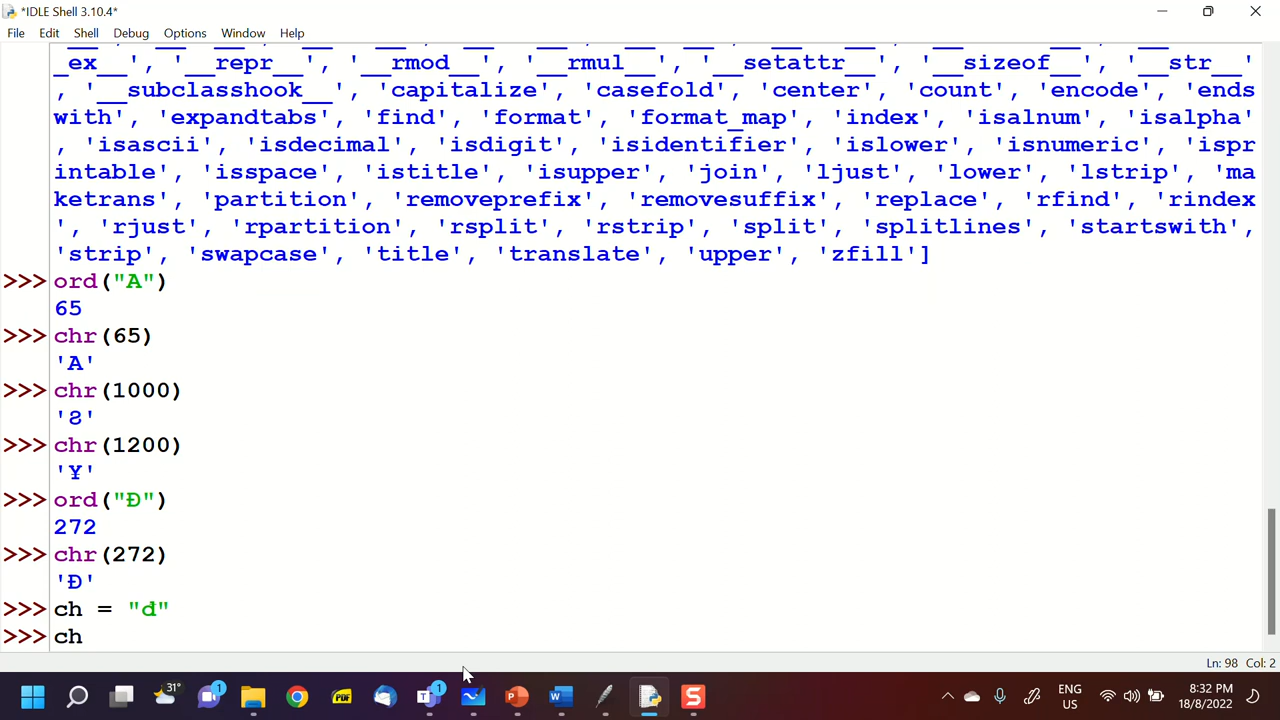 *IDLE Shell 3.10.4*
File Edit Shell Debug Options Window Help
_ex__', '__repr__', '__rmod__', '__rmul__', '__setattr__', '__sizeof__', '__str__'
, '__subclasshook__', 'capitalize', 'casefold', 'center', 'count', 'encode', 'ends
with', 'expandtabs', 'find', 'format', 'format_map', 'index', 'isalnum', 'isalpha'
, 'isascii', 'isdecimal', 'isdigit', 'isidentifier', 'islower', 'isnumeric', 'ispr
intable', 'isspace', 'istitle', 'isupper', 'join', 'ljust', 'lower', 'lstrip', 'ma
ketrans', 'partition', 'removeprefix', 'removesuffix', 'replace', 'rfind', 'rindex
', 'rjust', 'rpartition', 'rsplit', 'rstrip', 'split', 'splitlines', 'startswith',
'strip', 'swapcase', 'title', 'translate', 'upper', 'zfill']
>>> ord("A")
65
>>> chr(65)
'A'
>>> chr(1000)
'Ϩ'
>>> chr(1200)
'Ұ'
>>> ord("Đ")
272
>>> chr(272)
'Đ'
>>> ch = "đ"
>>> ch
Ln: 98 Col: 2
31° 1 PDF 1 S ENG 8:32 PM
US 18/8/2022